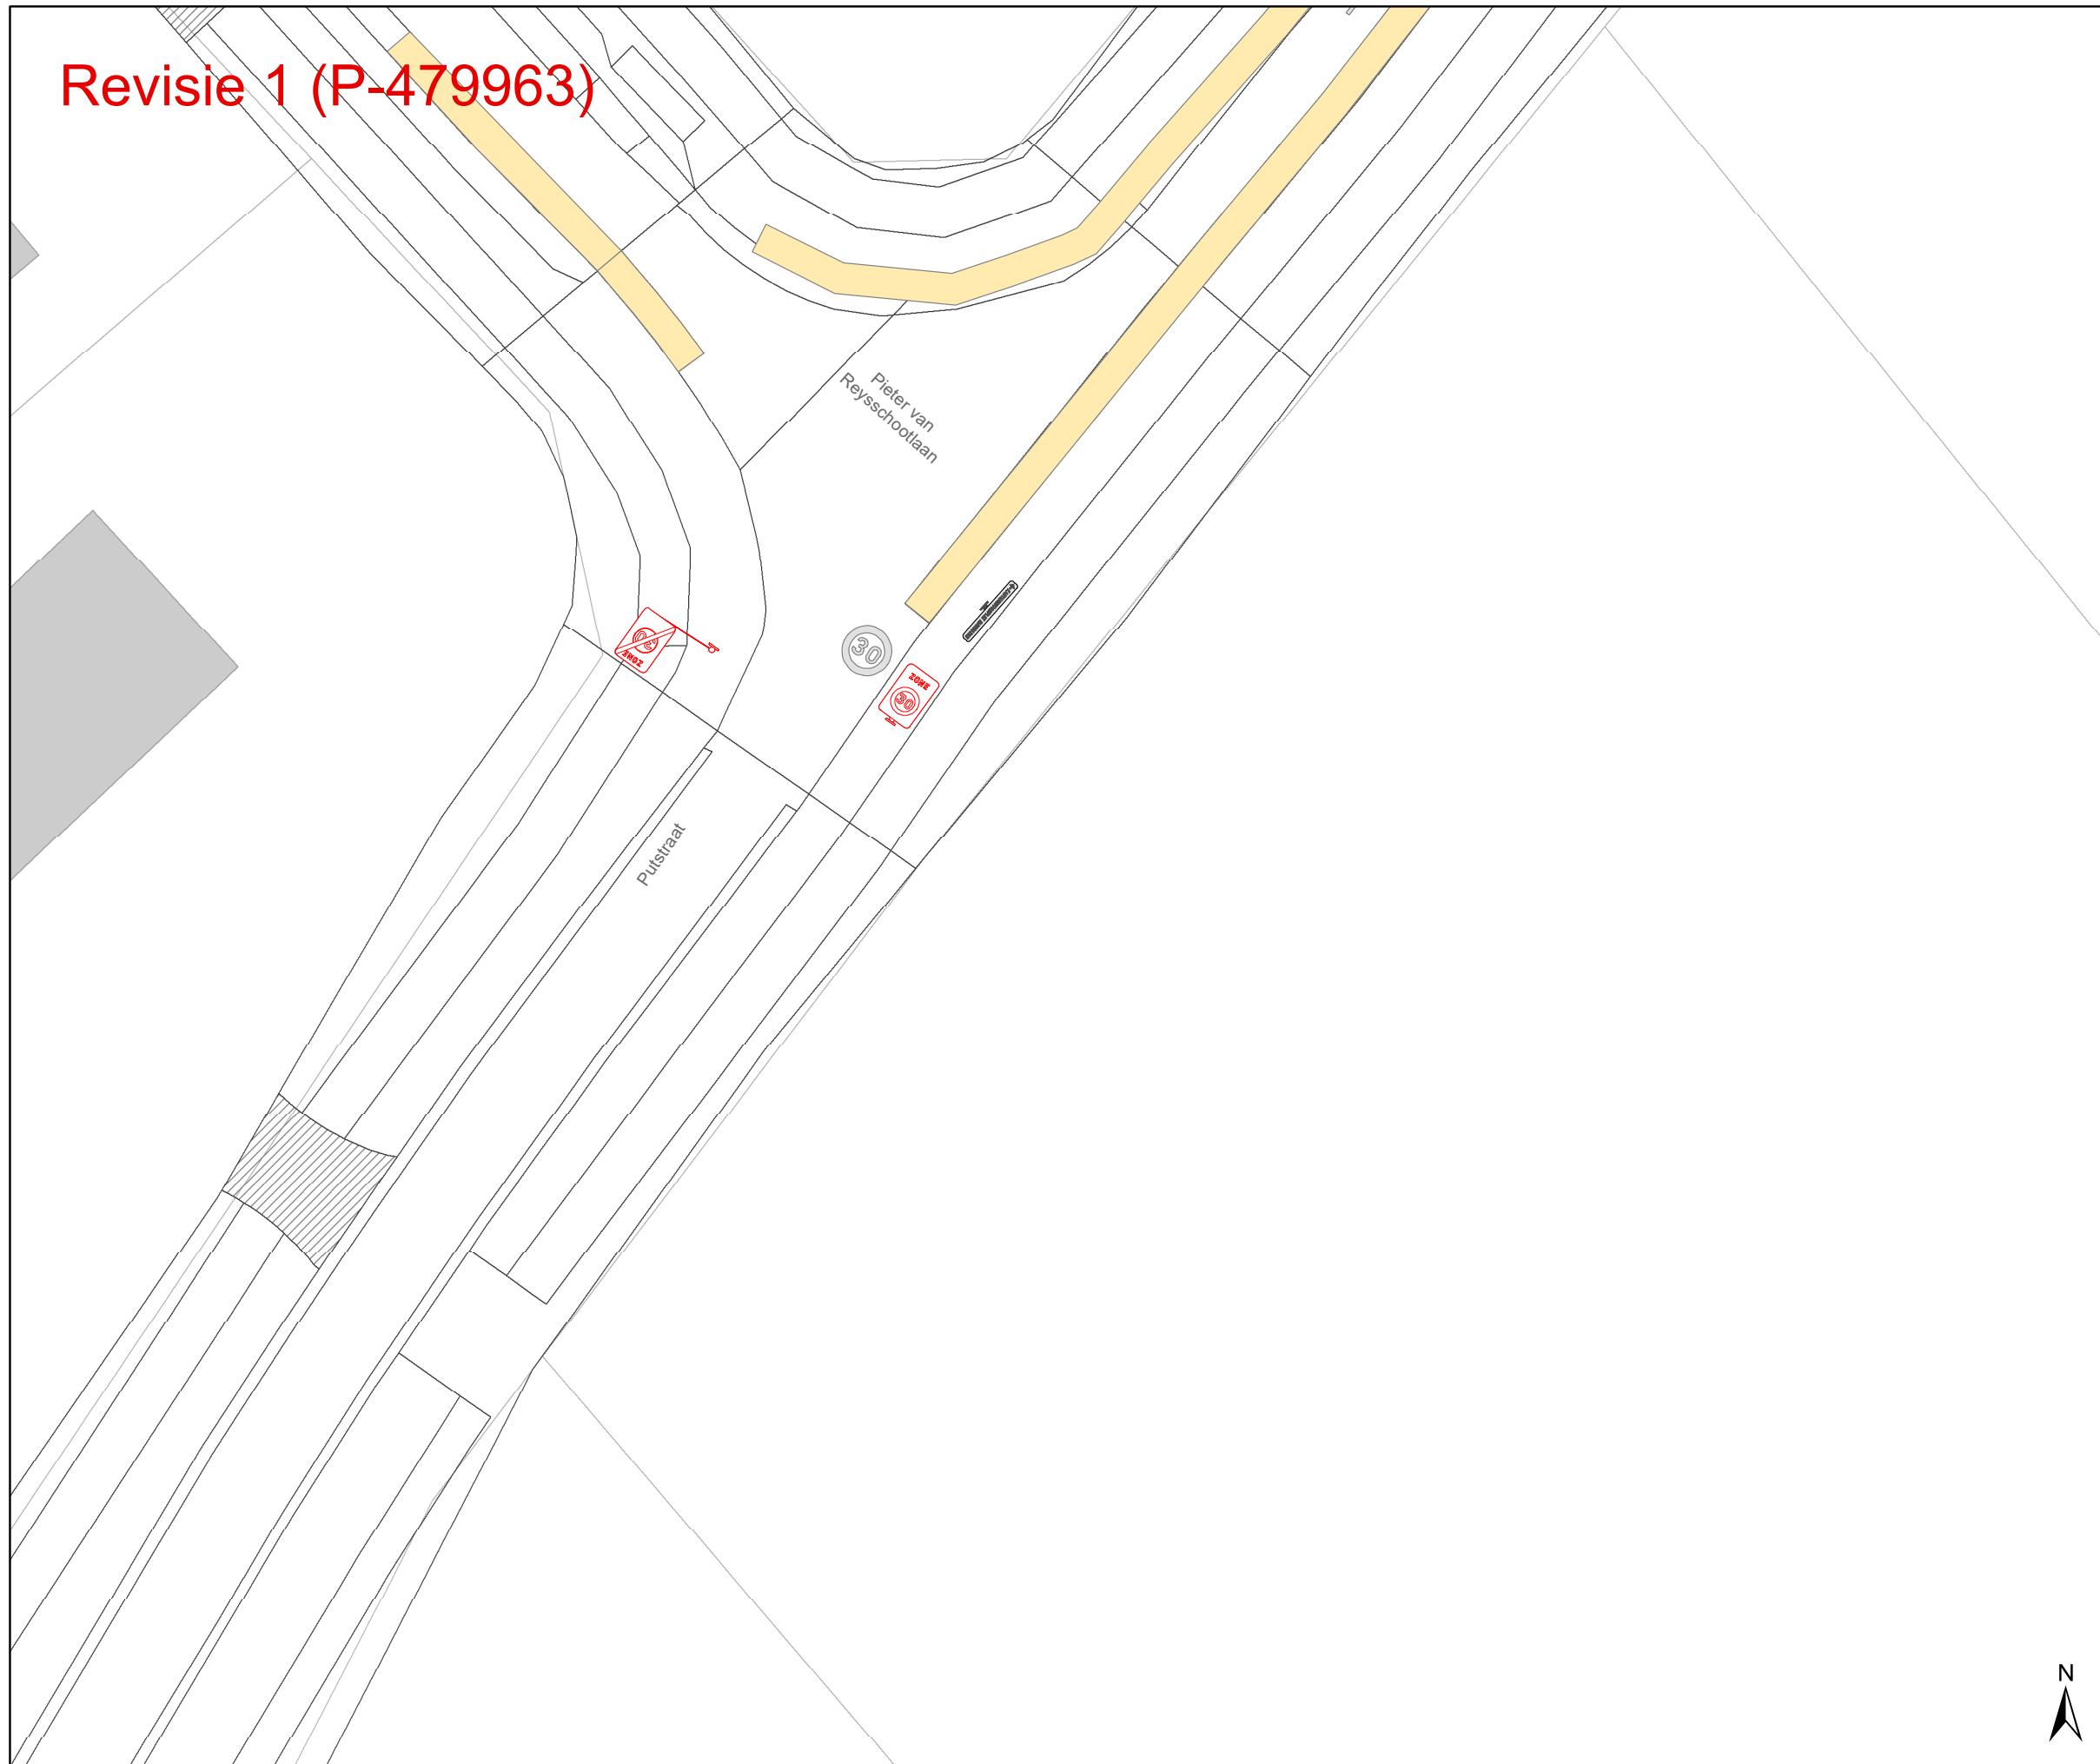 Revisie 1 (P-479963)
Pieter van
Reysschootlaan
30
ZONE
30
ZONE
30
Putstraat
N